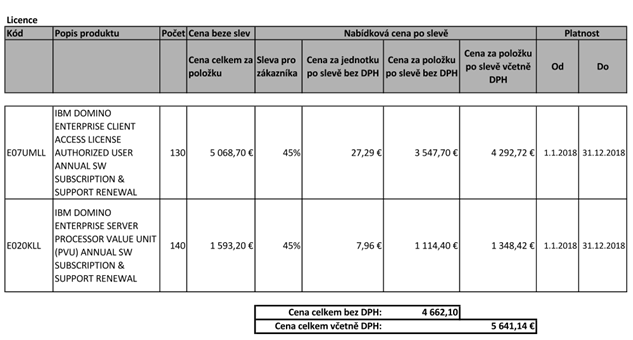 Licence
Kód Popis produktu Počet Cena beze slev Nabídková cena po slevě Platnost
Cena celkem za položku Sleva pro zákazníka Cena za jednotku po slevě bez DPH Cena za položku po slevě bez DPH Cena za položku po slevě včetně DPH Od Do
E07UMLL IBM DOMINO ENTERPRISE CLIENT ACCESS LICENSE AUTHORIZED USER ANNUAL SW SUBSCRIPTION & SUPPORT RENEWAL 130 5 068,70 € 45% 27,29 € 3 547,70 € 4 292,72 € 1.1.2018 31.12.2018
E020KLL IBM DOMINO ENTERPRISE SERVER PROCESSOR VALUE UNIT (PVU) ANNUAL SW SUBSCRIPTION & SUPPORT RENEWAL 140 1 593,20 € 45% 7,96 € 1 114,40 € 1 348,42 € 1.1.2018 31.12.2018
Cena celkem bez DPH: 4 662,10
Cena celkem včetně DPH: 5 641,14 €